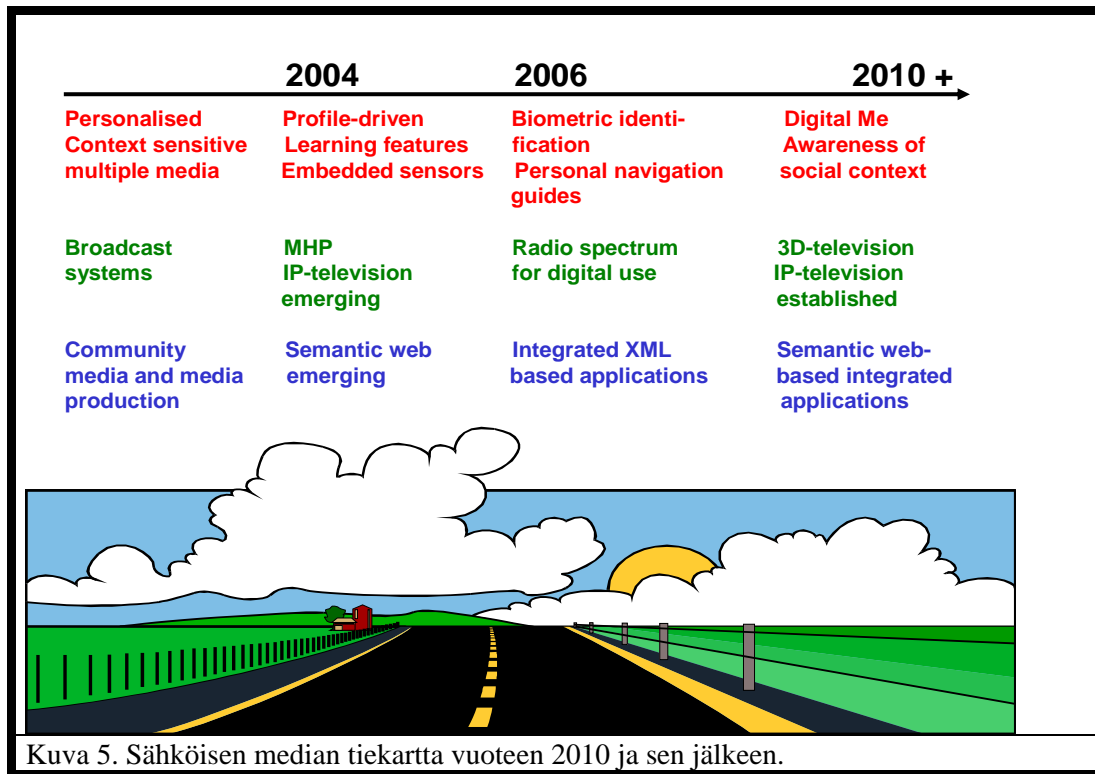 2004 2006 2010 +
Personalised
Context sensitive
multiple media
Profile-driven
Learning features
Embedded sensors
Biometric identi-
fication
Personal navigation
guides
Digital Me
Awareness of
social context
Broadcast
systems
MHP
IP-television
emerging
Radio spectrum
for digital use
3D-television
IP-television
established
Community
media and media
production
Semantic web
emerging
Integrated XML
based applications
Semantic web-
based integrated
applications
Kuva 5. Sähköisen median tiekartta vuoteen 2010 ja sen jälkeen.